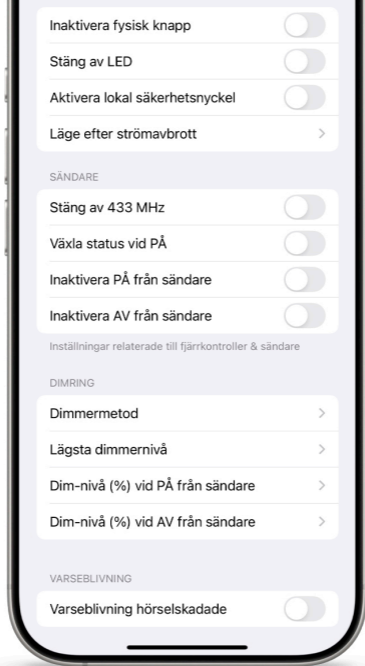 Inaktivera fysisk knapp
Stäng av LED
Aktivera lokal säkerhetsnyckel
Läge efter strömavbrott
SÄNDARE
Stäng av 433 MHz
Växla status vid PÅ
Inaktivera PÅ från sändare
Inaktivera AV från sändare
Inställningar relaterade till fjärrkontroller & sändare
DIMRING
Dimmermetod
Lägsta dimmernivå
Dim-nivå (%) vid PÅ från sändare
Dim-nivå (%) vid AV från sändare
VARSEBLIVNING
Varseblivning hörselskadade